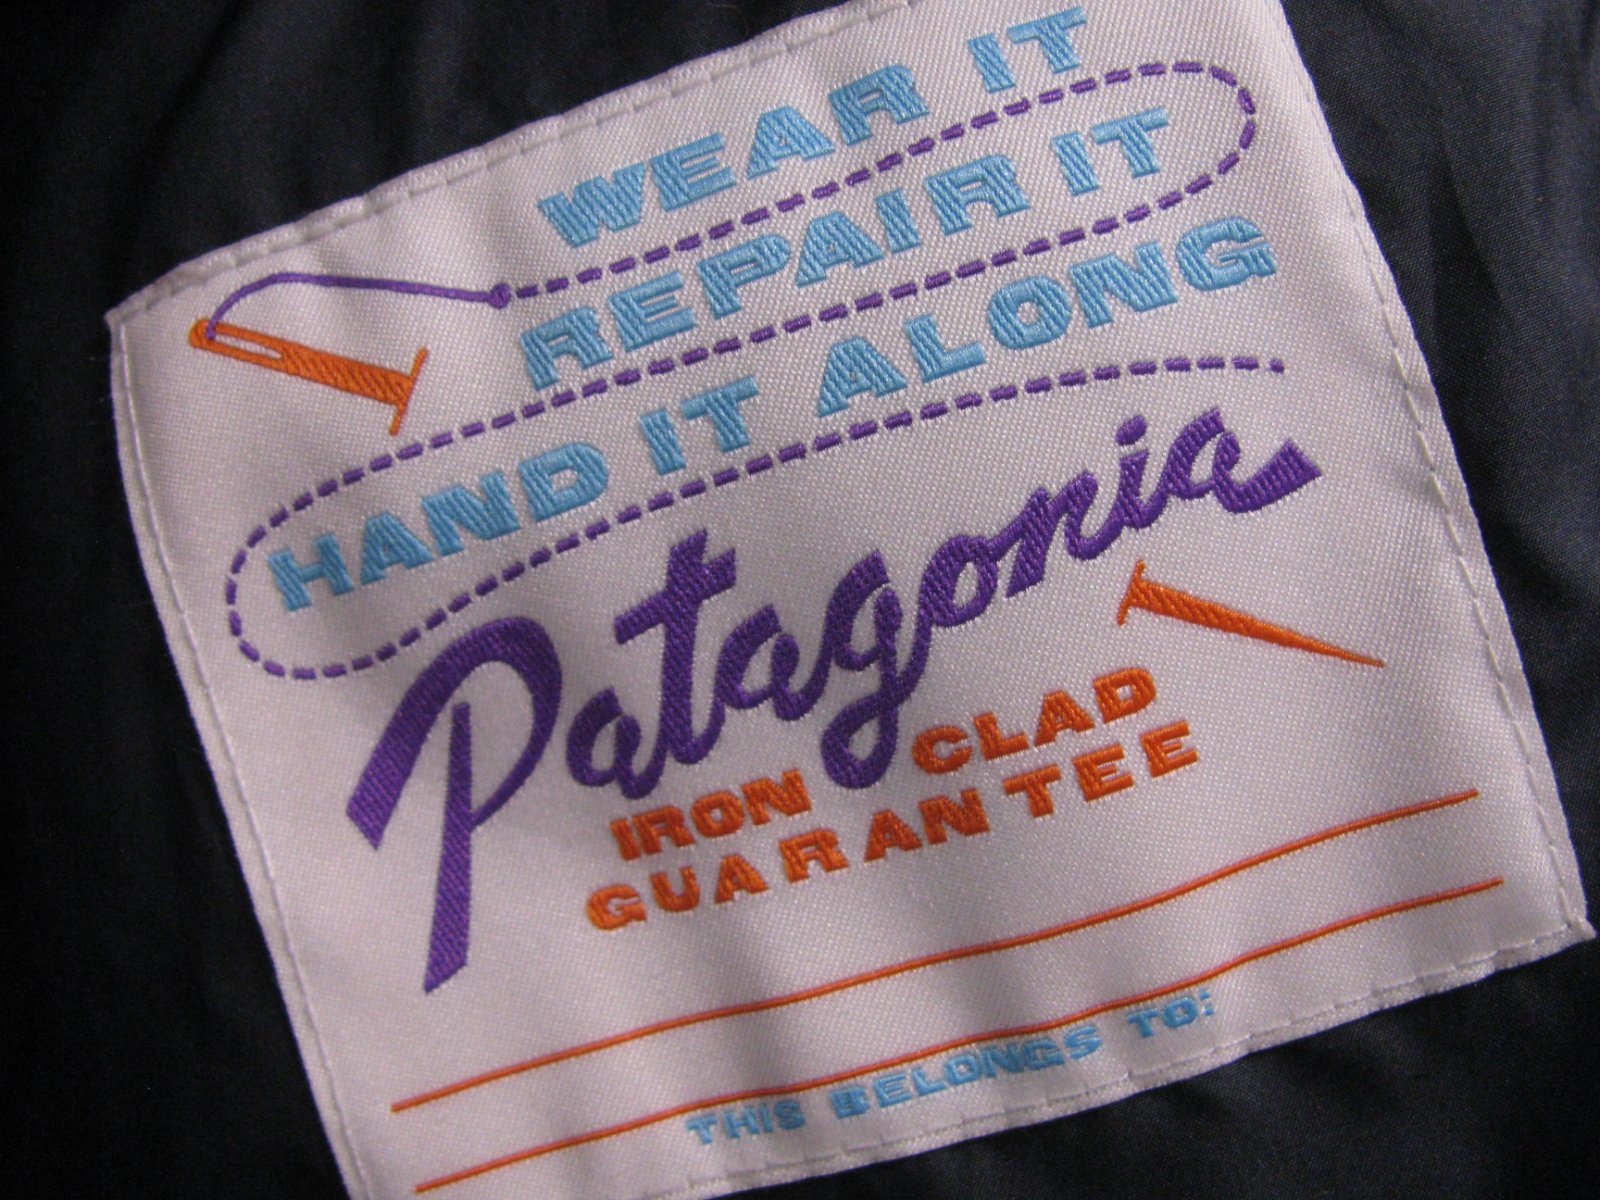 WEAR IT
REPAIR IT
HAND IT ALONG
Patagonia
IRON CLAD
GUARANTEE
THIS BELONGS TO: